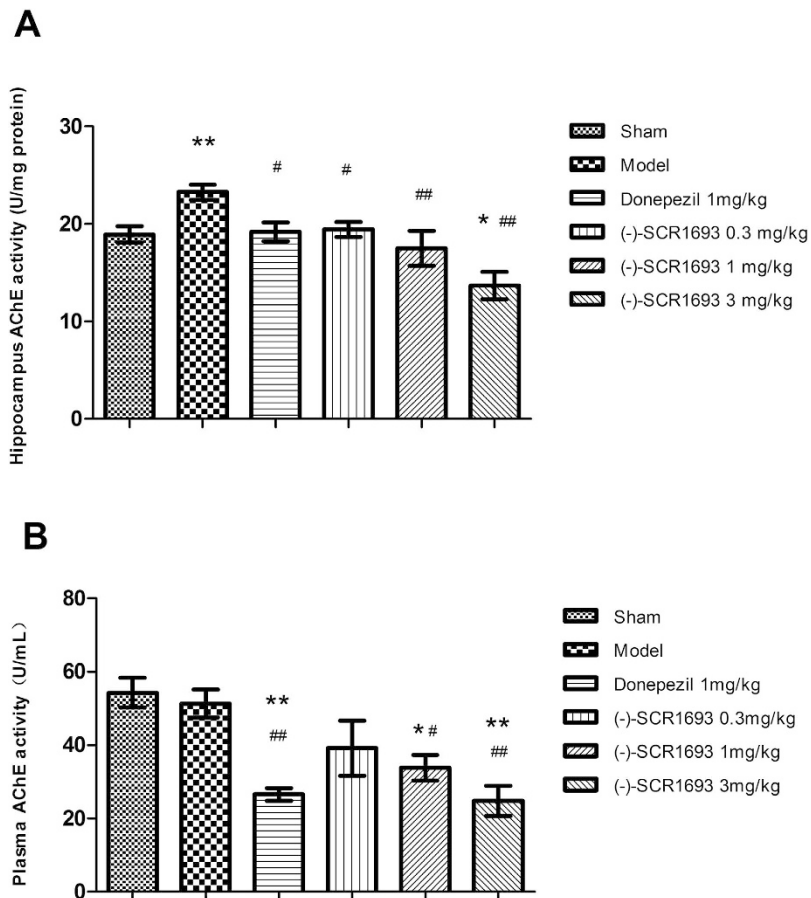 A
Hippocampus AChE activity (U/mg protein)
30
20
10
0
**
#
#
##
* ##
Sham
Model
Donepezil 1mg/kg
(-)-SCR1693 0.3 mg/kg
(-)-SCR1693 1 mg/kg
(-)-SCR1693 3 mg/kg
B
Plasma AChE activity（U/mL）
80
60
40
20
0
**
##
* #
**
##
Sham
Model
Donepezil 1mg/kg
(-)-SCR1693 0.3mg/kg
(-)-SCR1693 1mg/kg
(-)-SCR1693 3mg/kg